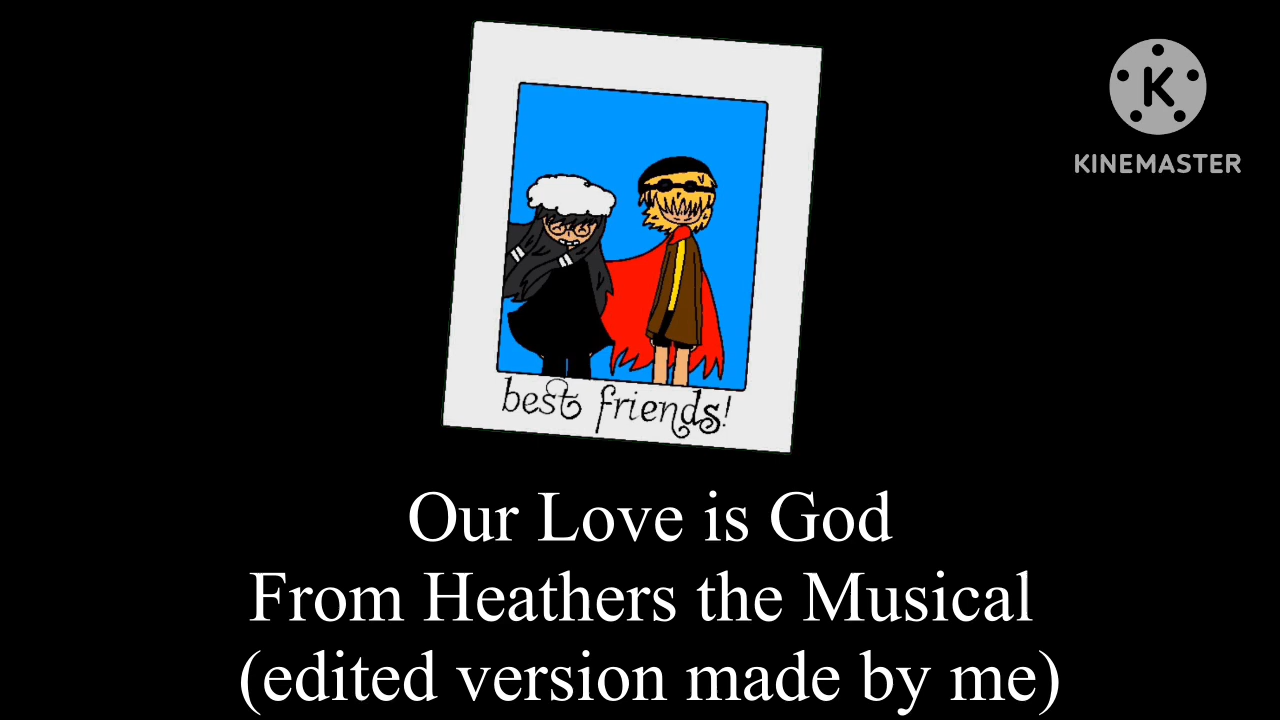 K
KINEMASTER
best friends!
Our Love is God
From Heathers the Musical
(edited version made by me)